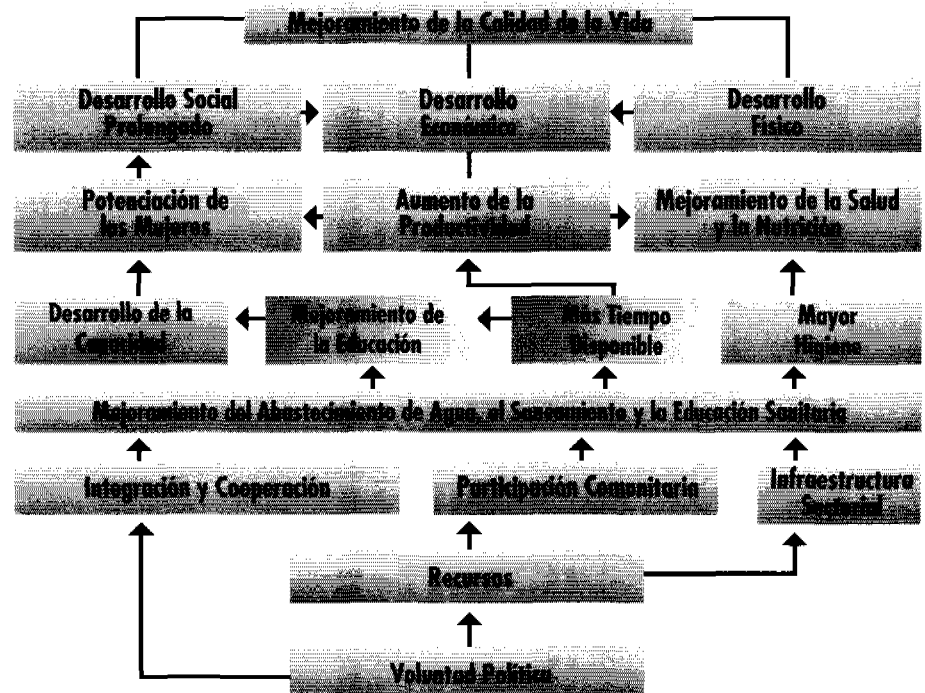 Mejoramiento de la Calidad de la Vida
Desarrollo Social
Prolongado
Desarrollo
Económico
Desarrollo
Físico
Potenciación de
las Mujeres
Aumento de la
Productividad
Mejoramiento de la Salud
y la Nutrición
Desarrollo de la
Capacidad
Mejoramiento de
la Educación
Más Tiempo
Disponible
Mayor
Higiene
Mejoramiento del Abastecimiento de Agua, el Saneamiento y la Educación Sanitaria
Integración y Cooperación
Participación Comunitaria
Infraestructura
Sectorial
Recursos
Voluntad Política